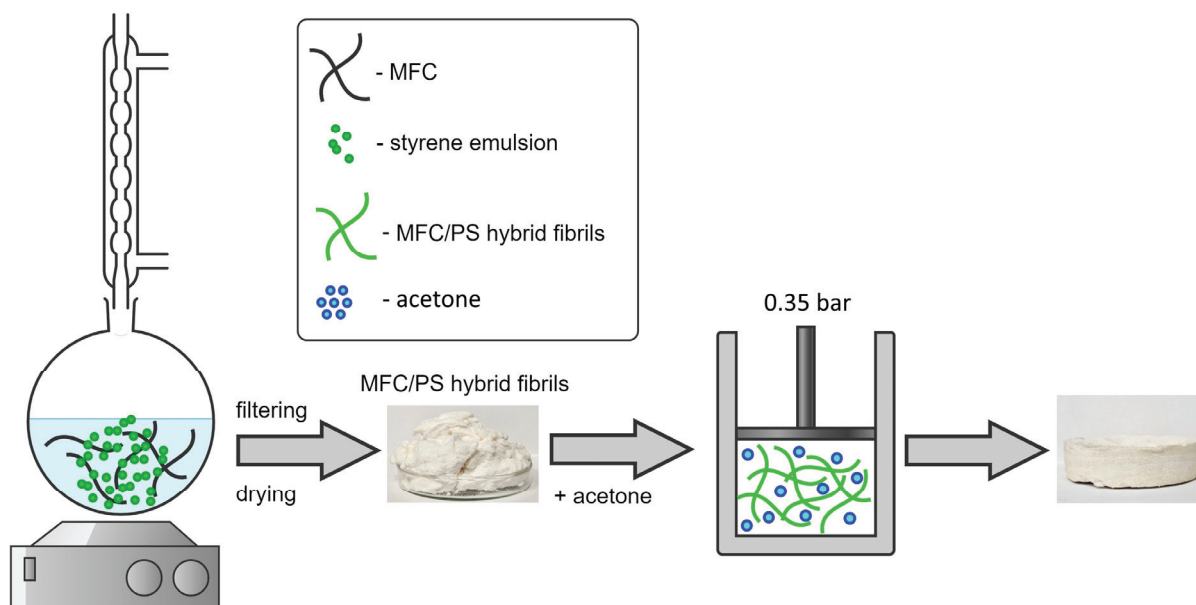 - MFC
- styrene emulsion
- MFC/PS hybrid fibrils
- acetone
0.35 bar
MFC/PS hybrid fibrils
filtering
drying
+ acetone